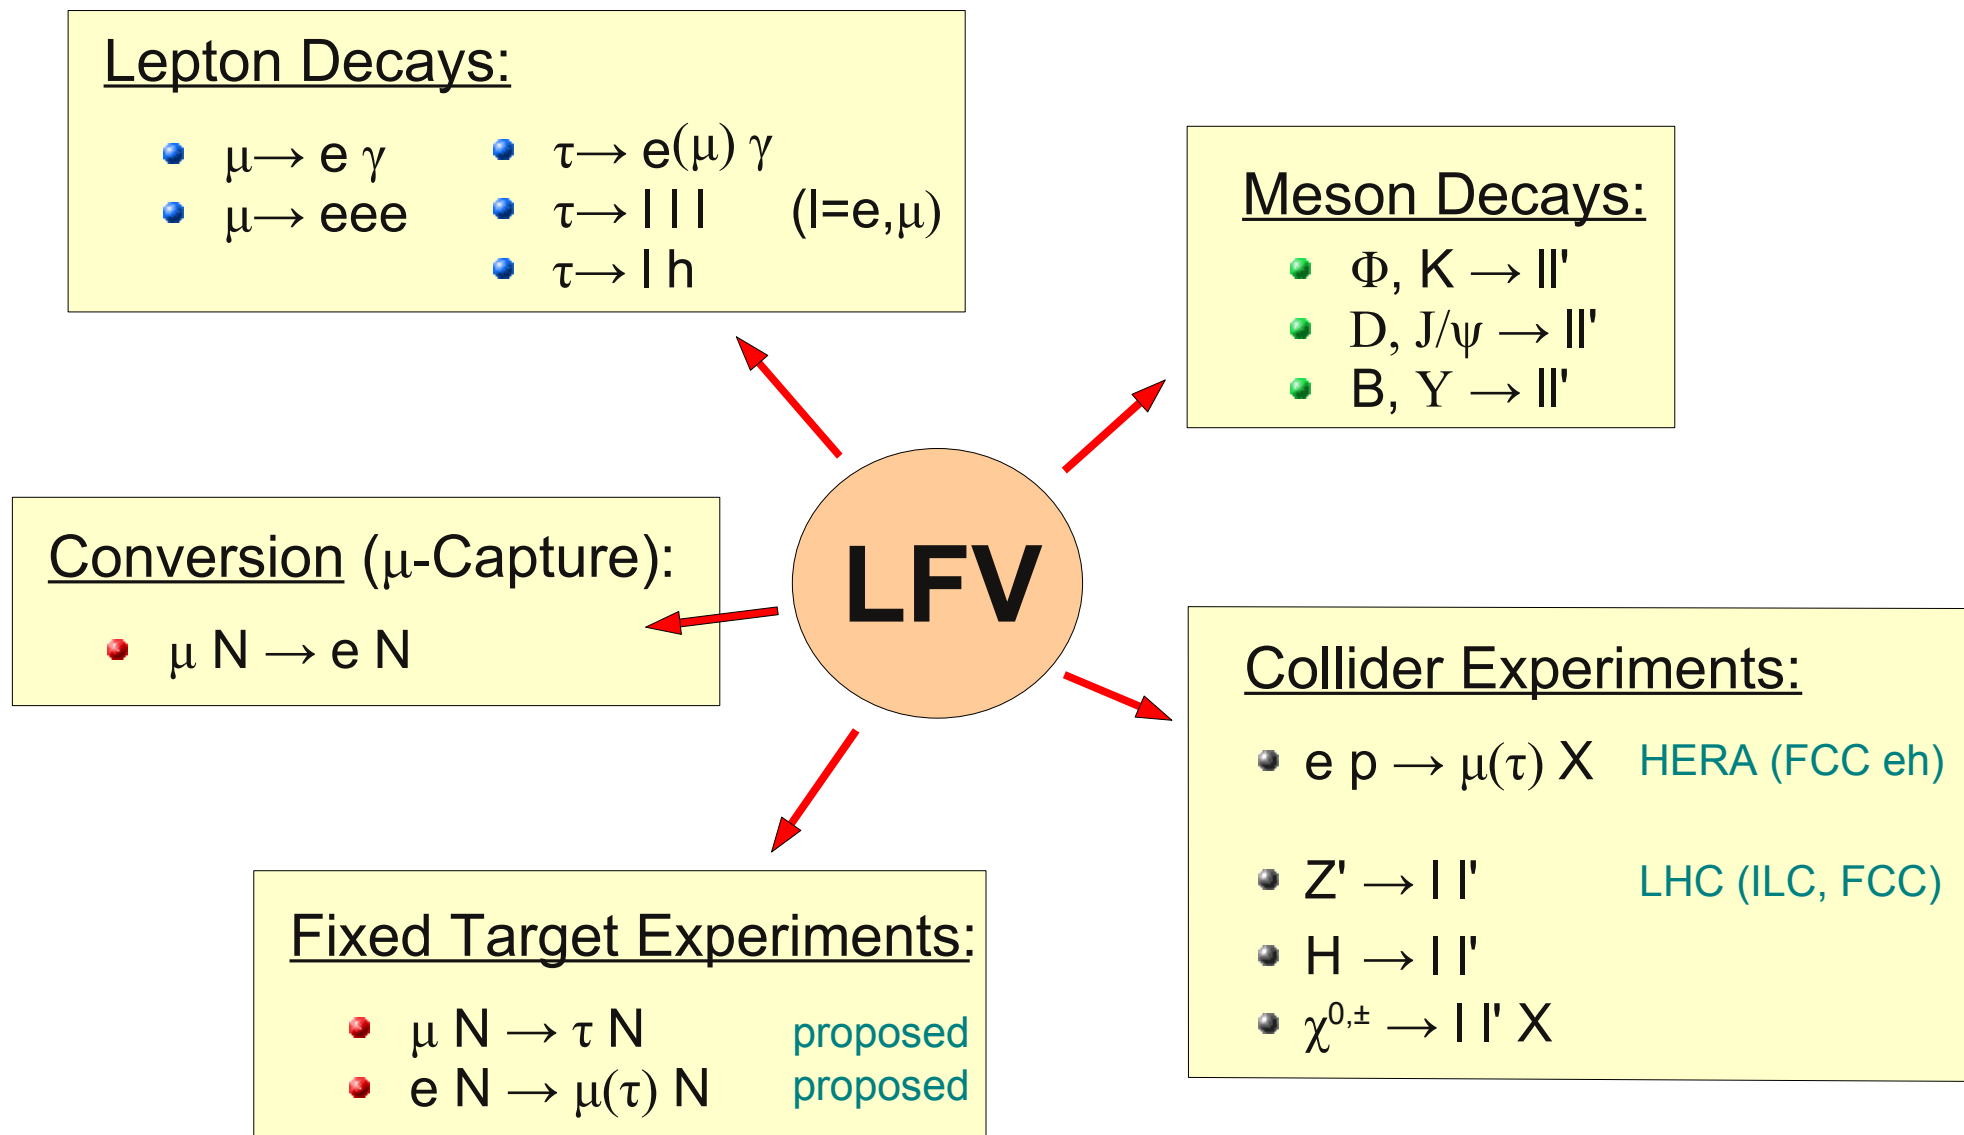 Lepton Decays:
μ→ e γ
μ→ eee
τ→ e(μ) γ
τ→ l l l (l=e,μ)
τ→ l h
Meson Decays:
Φ, K → ll'
D, J/ψ → ll'
B, Υ → ll'
LFV
Conversion (μ-Capture):
μ N → e N
Collider Experiments:
e p → μ(τ) X HERA (FCC eh)
Z' → l l' LHC (ILC, FCC)
H → l l'
χ⁰,± → l l' X
Fixed Target Experiments:
μ N → τ N proposed
e N → μ(τ) N proposed